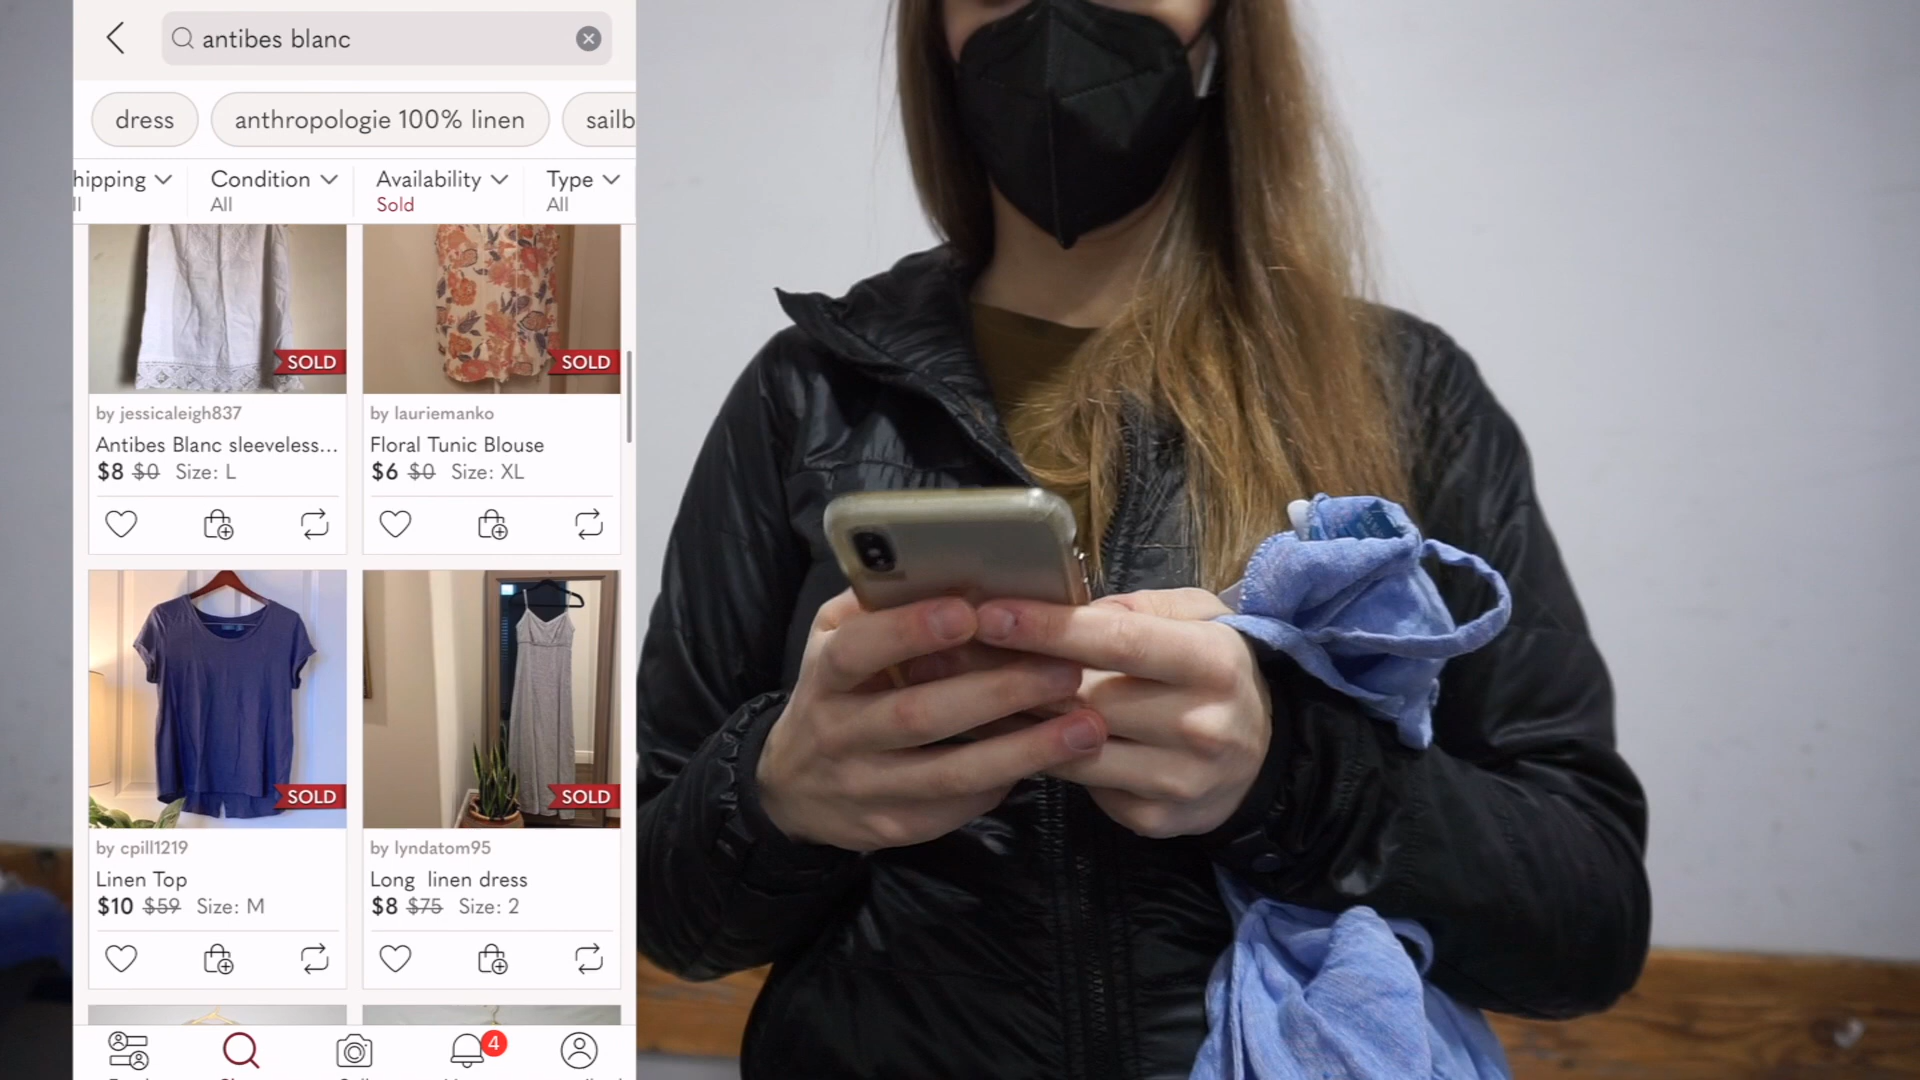 antibes blanc
dress
anthropologie 100% linen
sailb
hipping
Condition
Availability
Type
ll
All
Sold
All
SOLD
SOLD
by jessicaleigh837
by lauriemanko
Antibes Blanc sleeveless...
Floral Tunic Blouse
$8 $0 Size: L
$6 $0 Size: XL
SOLD
SOLD
by cpill1219
by lyndatom95
Linen Top
Long linen dress
$10 $59 Size: M
$8 $75 Size: 2
4